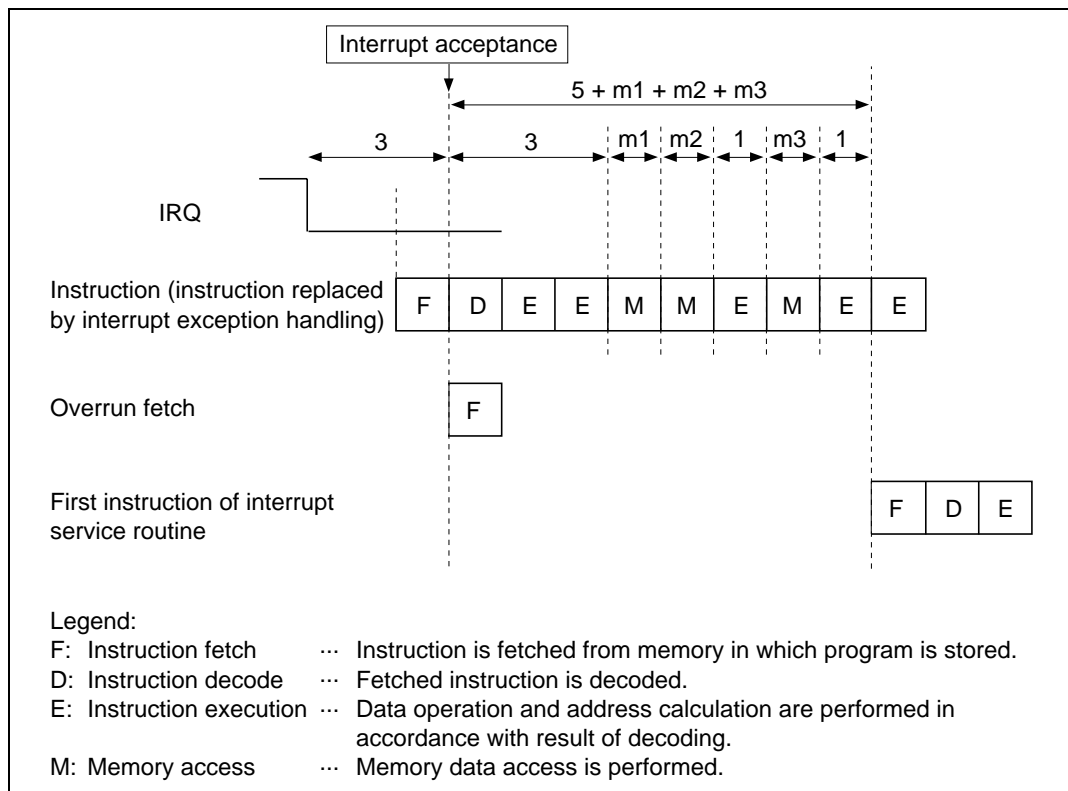 Interrupt acceptance
5 + m1 + m2 + m3
3 3 m1 m2 1 m3 1
IRQ
Instruction (instruction replaced
by interrupt exception handling)
F D E E M M E M E E
Overrun fetch
F
First instruction of interrupt
service routine
F D E
Legend:
F: Instruction fetch ··· Instruction is fetched from memory in which program is stored.
D: Instruction decode ··· Fetched instruction is decoded.
E: Instruction execution ··· Data operation and address calculation are performed in
accordance with result of decoding.
M: Memory access ··· Memory data access is performed.